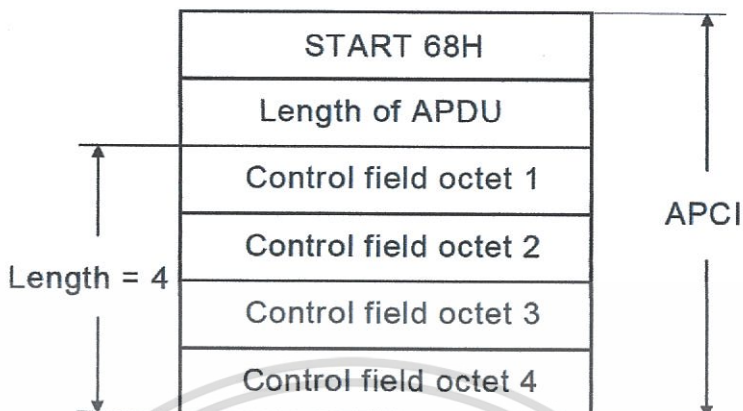 START 68H
Length of APDU
Control field octet 1
Control field octet 2
Control field octet 3
Control field octet 4
Length = 4
APCI